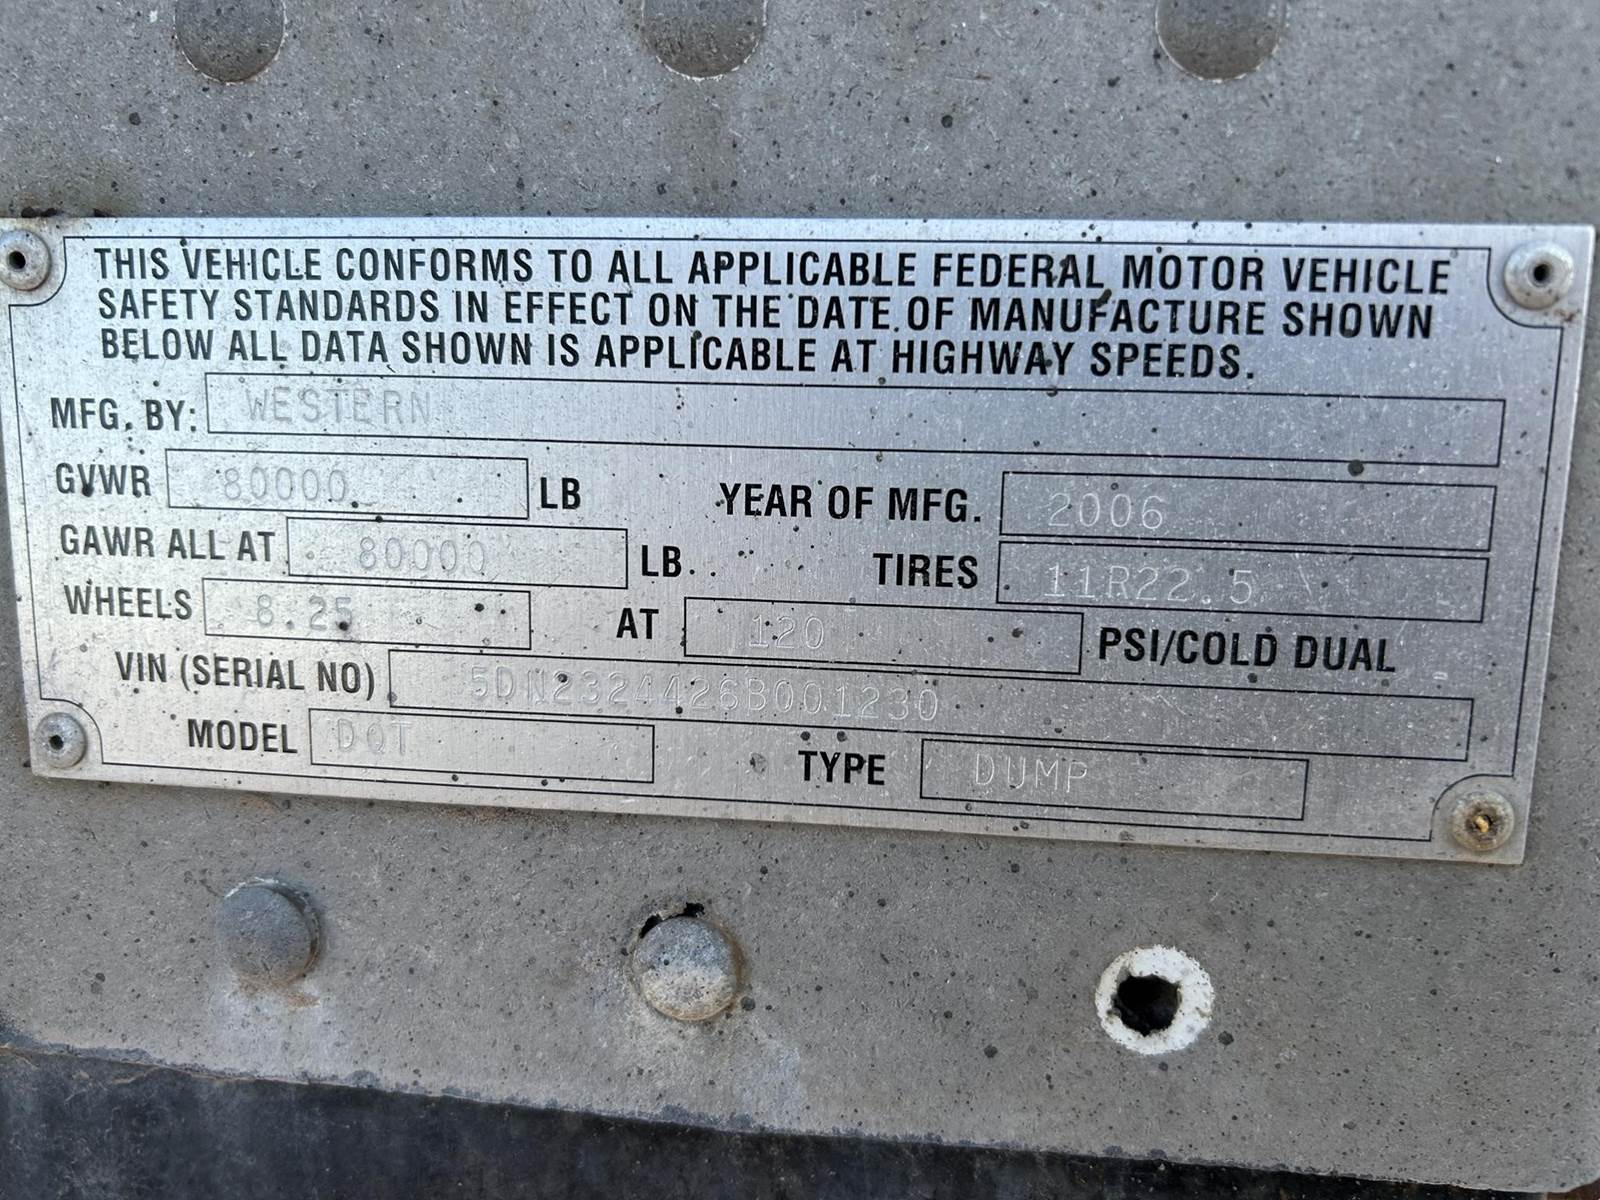 THIS VEHICLE CONFORMS TO ALL APPLICABLE FEDERAL MOTOR VEHICLE
SAFETY STANDARDS IN EFFECT ON THE DATE OF MANUFACTURE SHOWN
BELOW ALL DATA SHOWN IS APPLICABLE AT HIGHWAY SPEEDS.
MFG. BY: WESTERN
GVWR 80000 LB YEAR OF MFG. 2006
GAWR ALL AT 80000 LB. TIRES 11R22.5
WHEELS 8.25 AT 120 PSI/COLD DUAL
VIN (SERIAL NO) 5DN2324426B001230
MODEL DQT TYPE DUMP